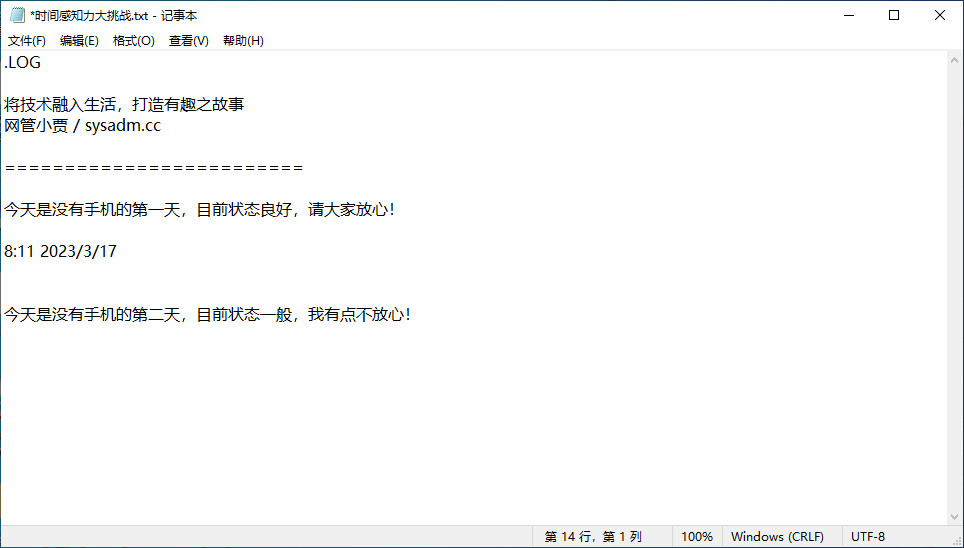 *时间感知力大挑战.txt - 记事本
文件(F) 编辑(E) 格式(O) 查看(V) 帮助(H)
.LOG
将技术融入生活，打造有趣之故事
网管小贾 / sysadm.cc
=========================
今天是没有手机的第一天，目前状态良好，请大家放心！
8:11 2023/3/17
今天是没有手机的第二天，目前状态一般，我有点不放心！
第 14 行，第 1 列 100% Windows (CRLF) UTF-8